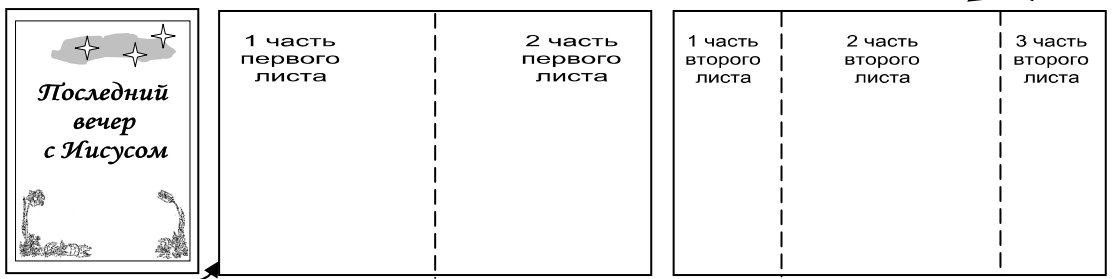 Последний
вечер
с Иисусом
1 часть
первого
листа
2 часть
первого
листа
1 часть
второго
листа
2 часть
второго
листа
3 часть
второго
листа